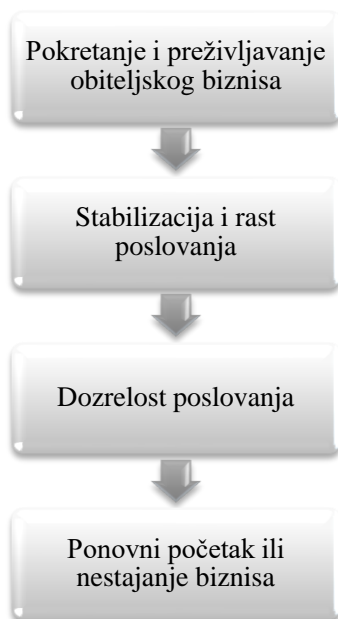 Pokretanje i preživljavanje
obiteljskog biznisa
Stabilizacija i rast
poslovanja
Dozrelost poslovanja
Ponovni početak ili
nestajanje biznisa